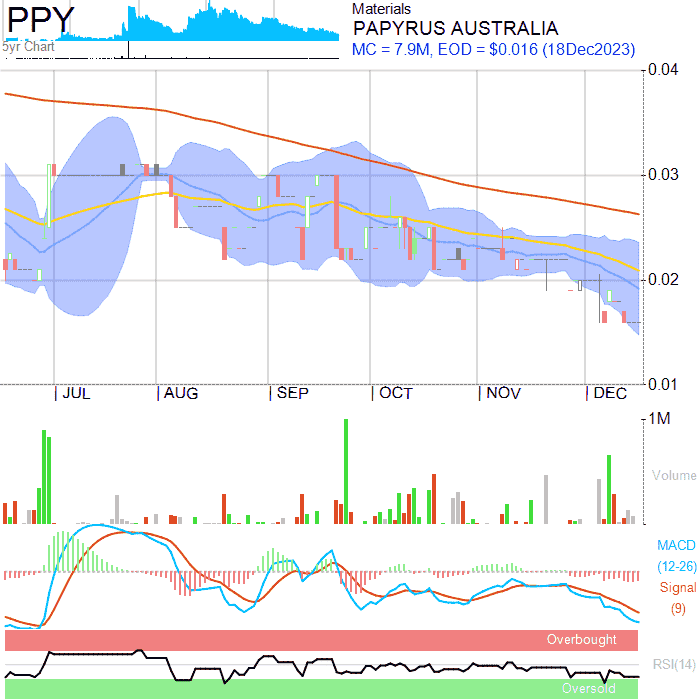 PPY
5yr Chart
Materials
PAPYRUS AUSTRALIA
MC = 7.9M, EOD = $0.016 (18Dec2023)
0.04
0.03
0.02
0.01
JUL AUG SEP OCT NOV DEC
1M
Volume
MACD
(12-26)
Signal
(9)
Overbought
RSI(14)
Oversold